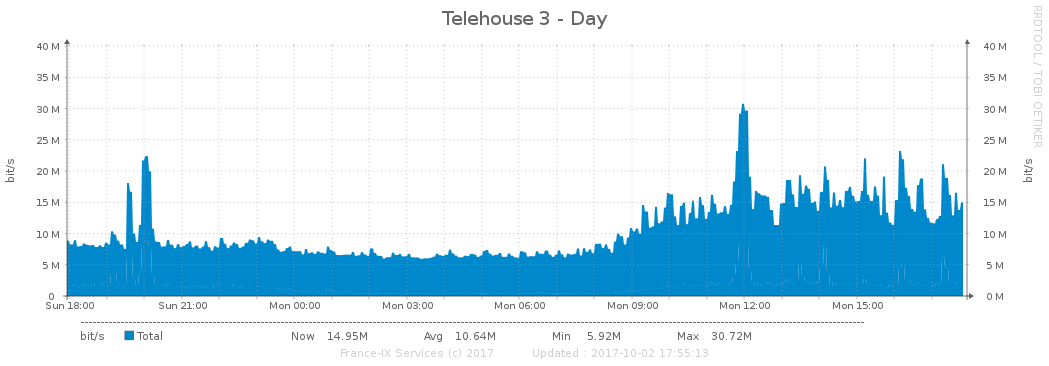 Telehouse 3 - Day
RRDTOOL / TOBI OETIKER
40 M 40 M
35 M 35 M
30 M 30 M
25 M 25 M
20 M 20 M
15 M 15 M
10 M 10 M
5 M 5 M
0 0 M
bit/s bit/s
Sun 18:00 Sun 21:00 Mon 00:00 Mon 03:00 Mon 06:00 Mon 09:00 Mon 12:00 Mon 15:00
bit/s Total Now 14.95M Avg 10.64M Min 5.92M Max 30.72M
France-IX Services (c) 2017 Updated : 2017-10-02 17:55:13